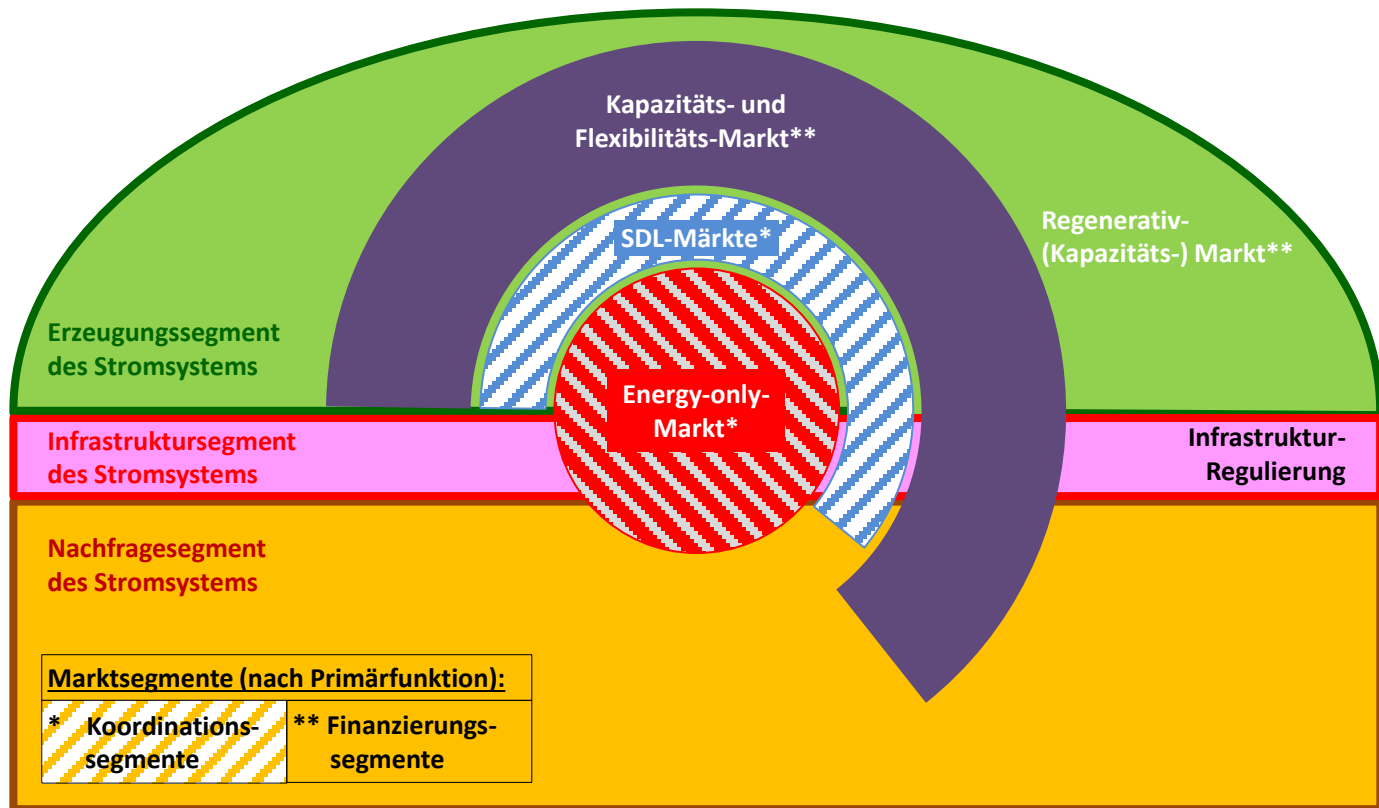 Kapazitäts- und
Flexibilitäts-Markt**
SDL-Märkte*
Regenerativ-
(Kapazitäts-) Markt**
Erzeugungssegment
des Stromsystems
Energy-only-
Markt*
Infrastruktursegment
des Stromsystems
Infrastruktur-
Regulierung
Nachfragesegment
des Stromsystems
Marktsegmente (nach Primärfunktion):
* Koordinations-
segmente
** Finanzierungs-
segmente